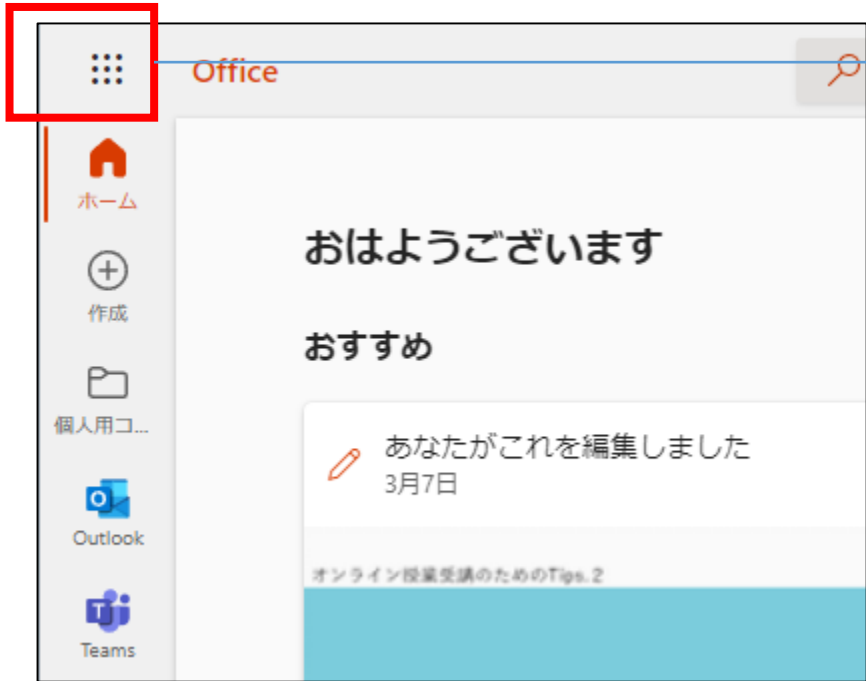 Office
ホーム
作成
個人用コ...
Outlook
Teams
おはようございます
おすすめ
あなたがこれを編集しました
3月7日
オンライン授業受講のためのTips.2